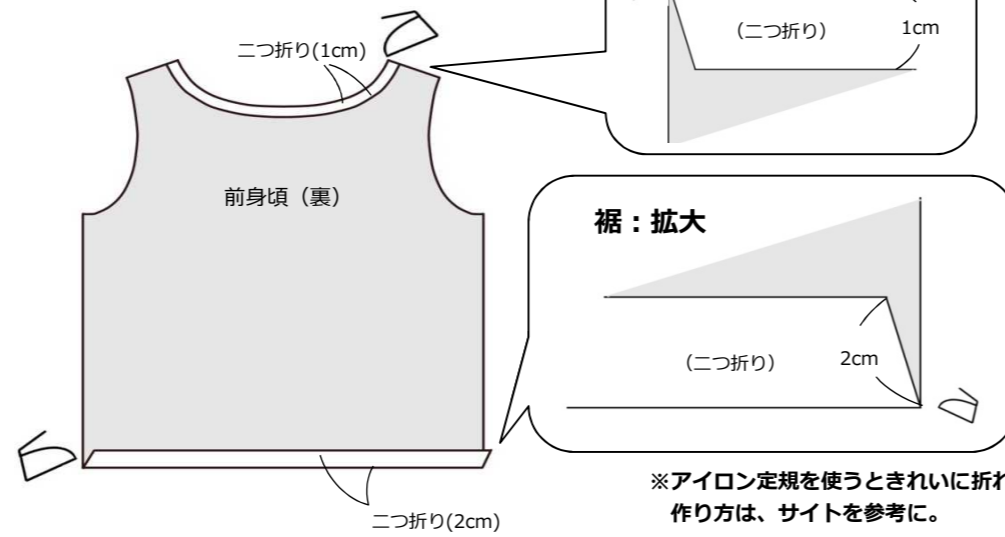 二つ折り(1cm)
（二つ折り）
1cm
前身頃（裏）
裾：拡大
（二つ折り）
2cm
二つ折り(2cm)
※アイロン定規を使うときれいに折れ
作り方は、サイトを参考に。